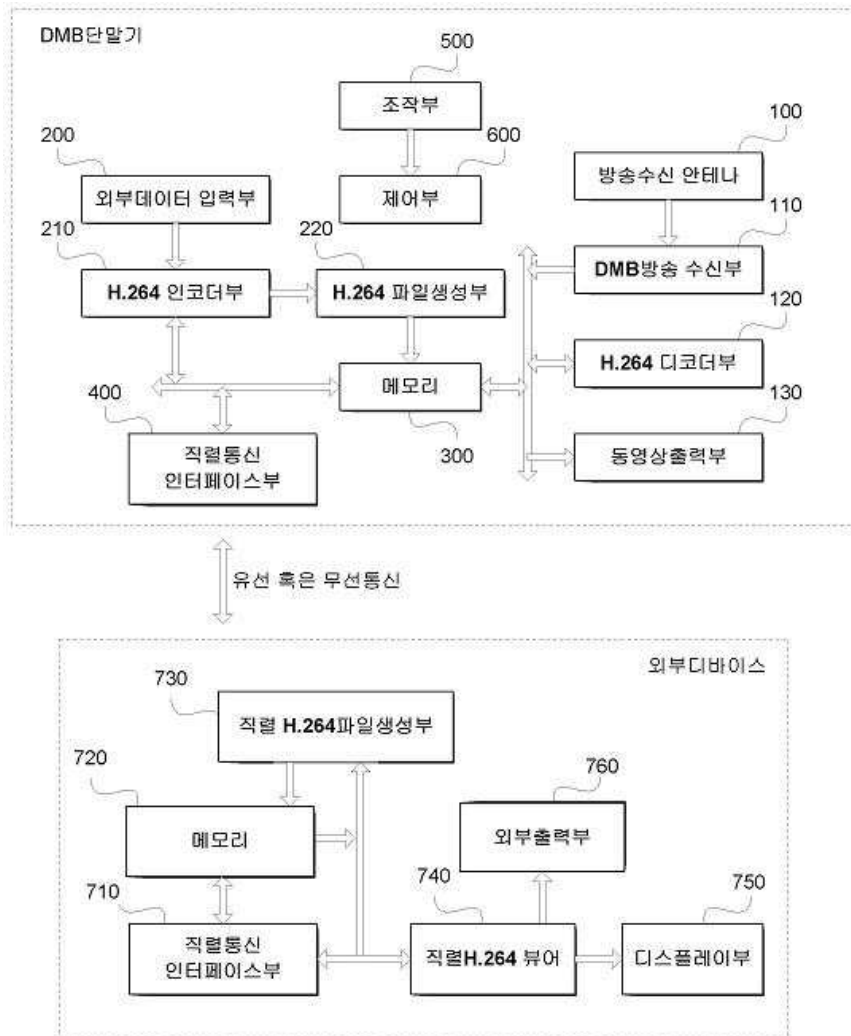 DMB단말기
500
조작부
100
200
600
방송수신 안테나
외부데이터 입력부
제어부
210
220
110
DMB방송 수신부
H.264 인코더부
H.264 파일생성부
120
H.264 디코더부
메모리
400
130
300
직렬통신
인터페이스부
동영상출력부
유선 혹은 무선통신
외부디바이스
730
직렬 H.264파일생성부
720
760
메모리
외부출력부
710
740
750
직렬통신
인터페이스부
직렬H.264 뷰어
디스플레이부